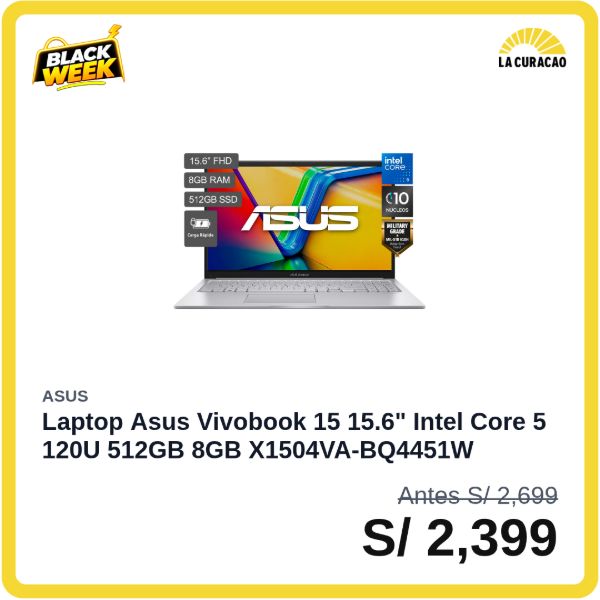 BLACK
WEEK
LA CURACAO
15.6" FHD
8GB RAM
512GB SSD
Carga Rápida
ASUS
intel
CORE
10
NÚCLEOS
MILITARY
GRADE
ASUS
Laptop Asus Vivobook 15 15.6" Intel Core 5
120U 512GB 8GB X1504VA-BQ4451W
Antes S/ 2,699
S/ 2,399